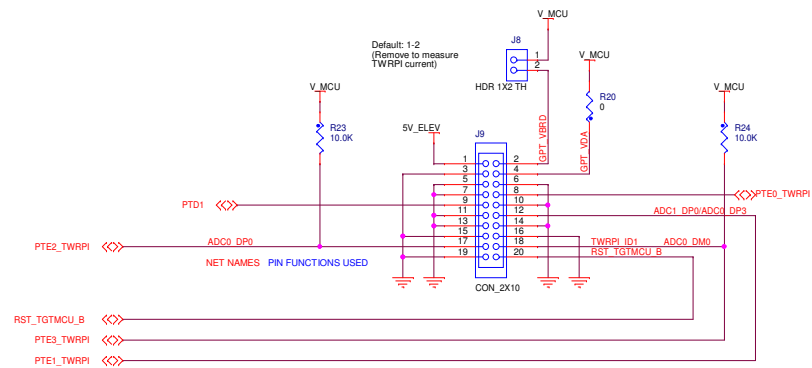 V_MCU
J8
Default: 1-2
(Remove to measure
TWRPI current)
1
2
HDR 1X2 TH
V_MCU
R20
0
V_MCU
R23
10.0K
V_MCU
R24
10.0K
5V_ELEV
GPT_VBRD
GPT_VDA
J9
1 2
3 4
5 6
7 8
9 10
11 12
13 14
15 16
17 18
19 20
CON_2X10
PTE0_TWRPI
PTD1
ADC1_DP0/ADC0_DP3
PTE2_TWRPI
ADC0_DP0
TWRPI_ID1 ADC0_DM0
RST_TGTMCU_B
NET NAMES PIN FUNCTIONS USED
RST_TGTMCU_B
PTE3_TWRPI
PTE1_TWRPI